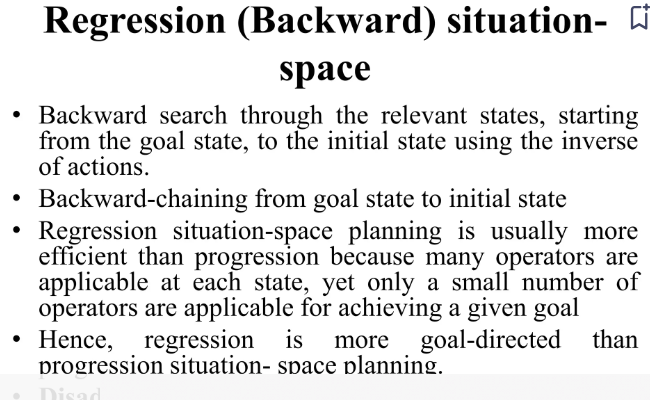 Regression (Backward) situation-
space
• Backward search through the relevant states, starting
from the goal state, to the initial state using the inverse
of actions.
• Backward-chaining from goal state to initial state
• Regression situation-space planning is usually more
efficient than progression because many operators are
applicable at each state, yet only a small number of
operators are applicable for achieving a given goal
• Hence, regression is more goal-directed than
progression situation- space planning.
• Disad